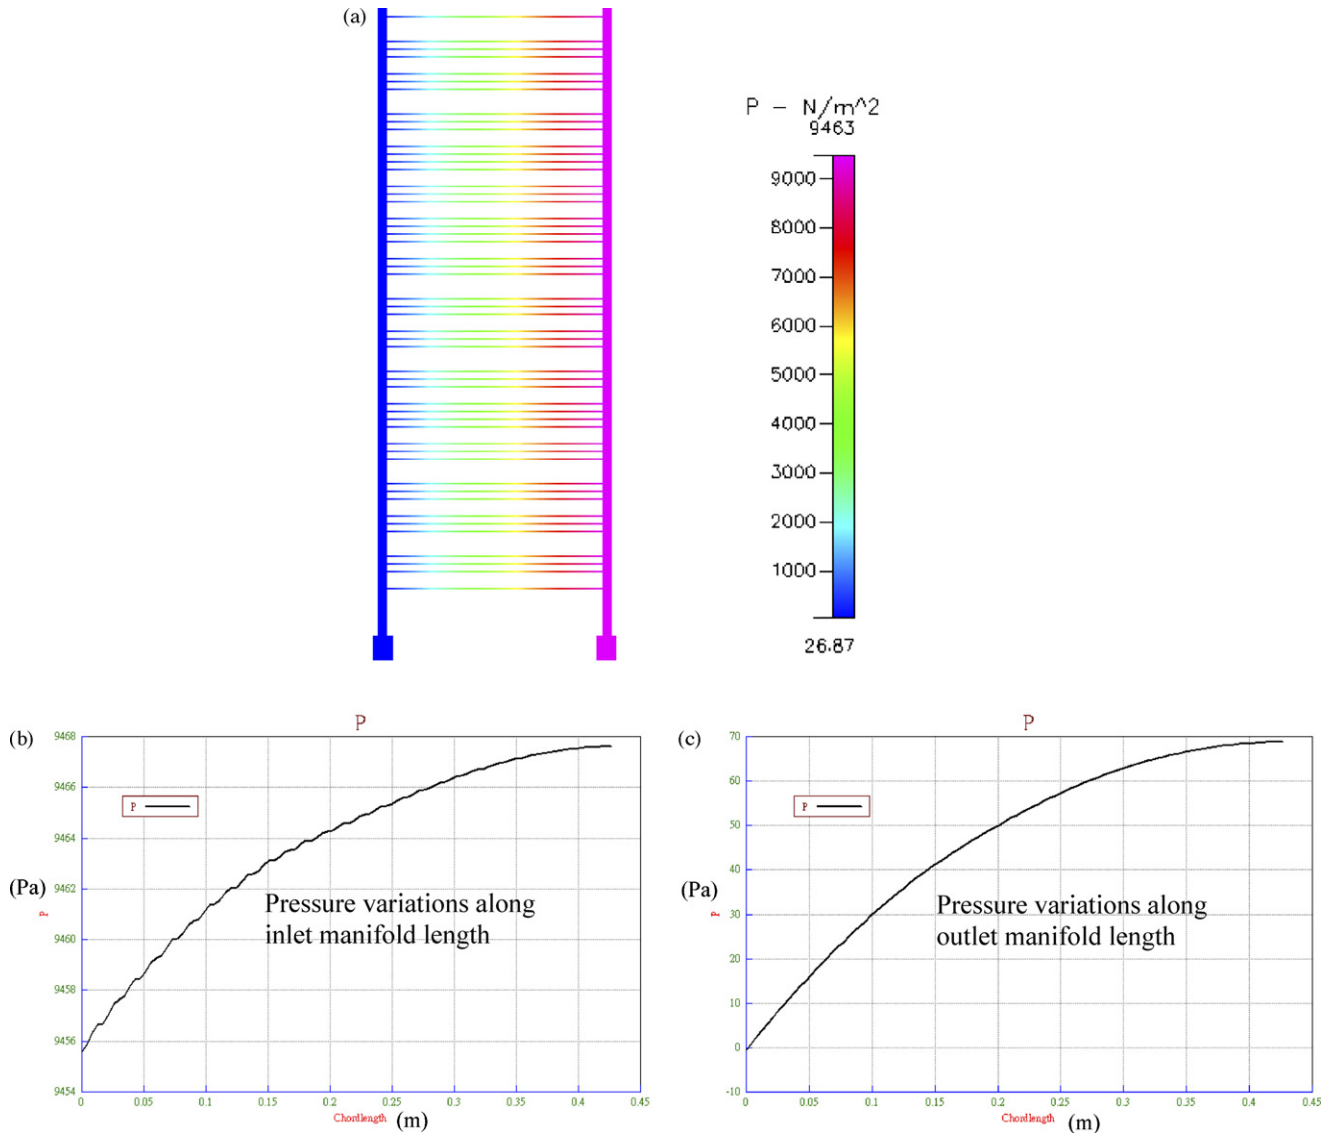 (a)
P - N/m^2
9463
9000
8000
7000
6000
5000
4000
3000
2000
1000
26.87
(b)
P
9468
9466
9464
9462
9460
9458
9456
9454
(Pa)
P
P
Pressure variations along
inlet manifold length
0
0.05
0.1
0.15
0.2
0.25
0.3
0.35
0.4
0.45
Chordlength
(m)
(c)
P
70
60
50
40
30
20
10
0
-10
(Pa)
P
P
Pressure variations along
outlet manifold length
0
0.05
0.1
0.15
0.2
0.25
0.3
0.35
0.4
0.45
Chordlength
(m)